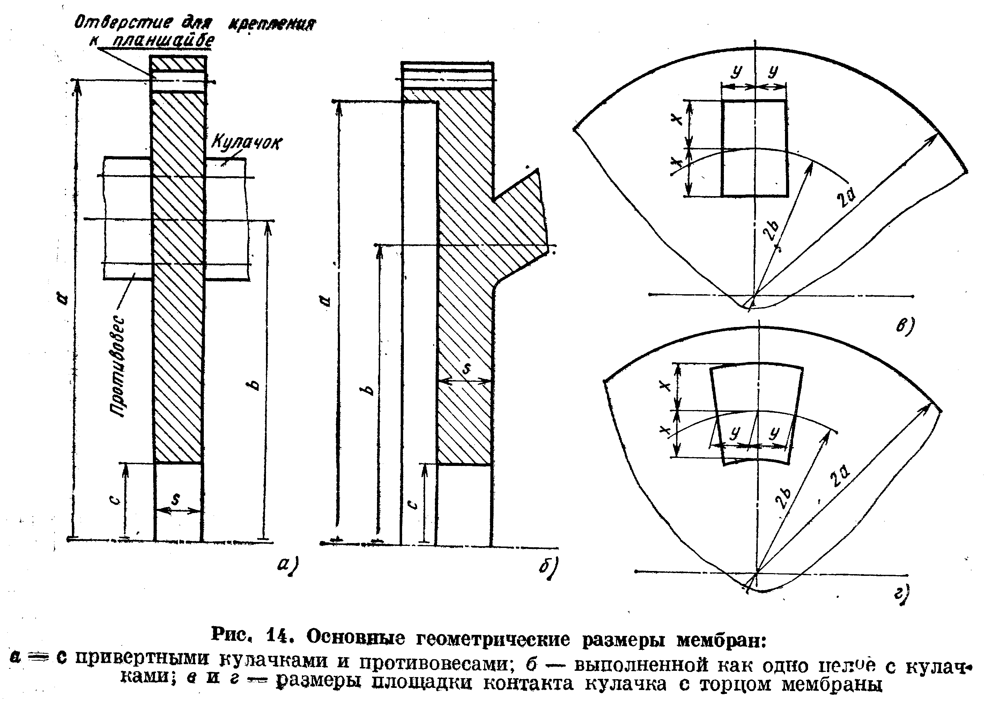 Отверстие для крепления
к планшайбе
Кулачок
Противовес
a
b
c
s
а)
a
b
c
s
б)
y y
x
x
2b
2a
в)
x
x
y y
2b
2a
г)
Рис. 14. Основные геометрические размеры мембран:
а — с привертными кулачками и противовесами; б — выполненной как одно целое с кулач-
ками; в и г — размеры площадки контакта кулачка с торцом мембраны